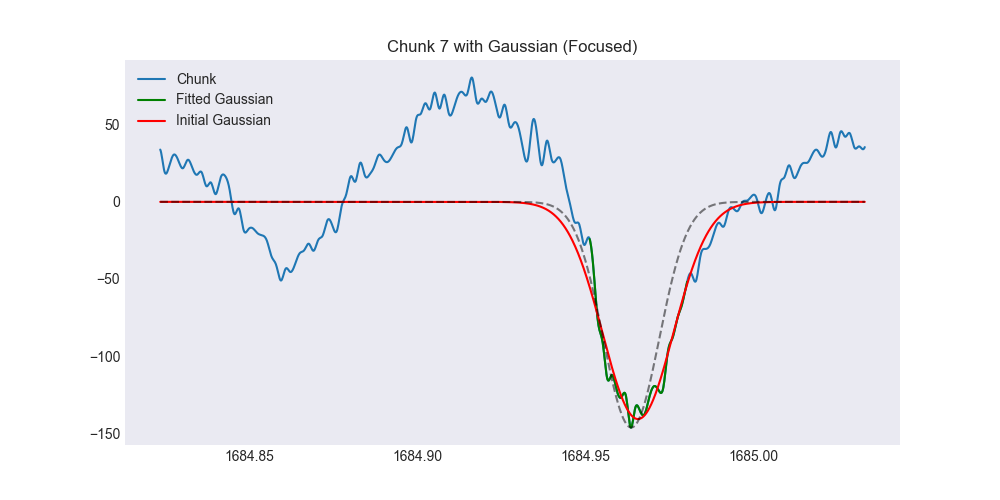 Chunk 7 with Gaussian (Focused)
Chunk
Fitted Gaussian
Initial Gaussian
50
0
−50
−100
−150
1684.85 1684.90 1684.95 1685.00